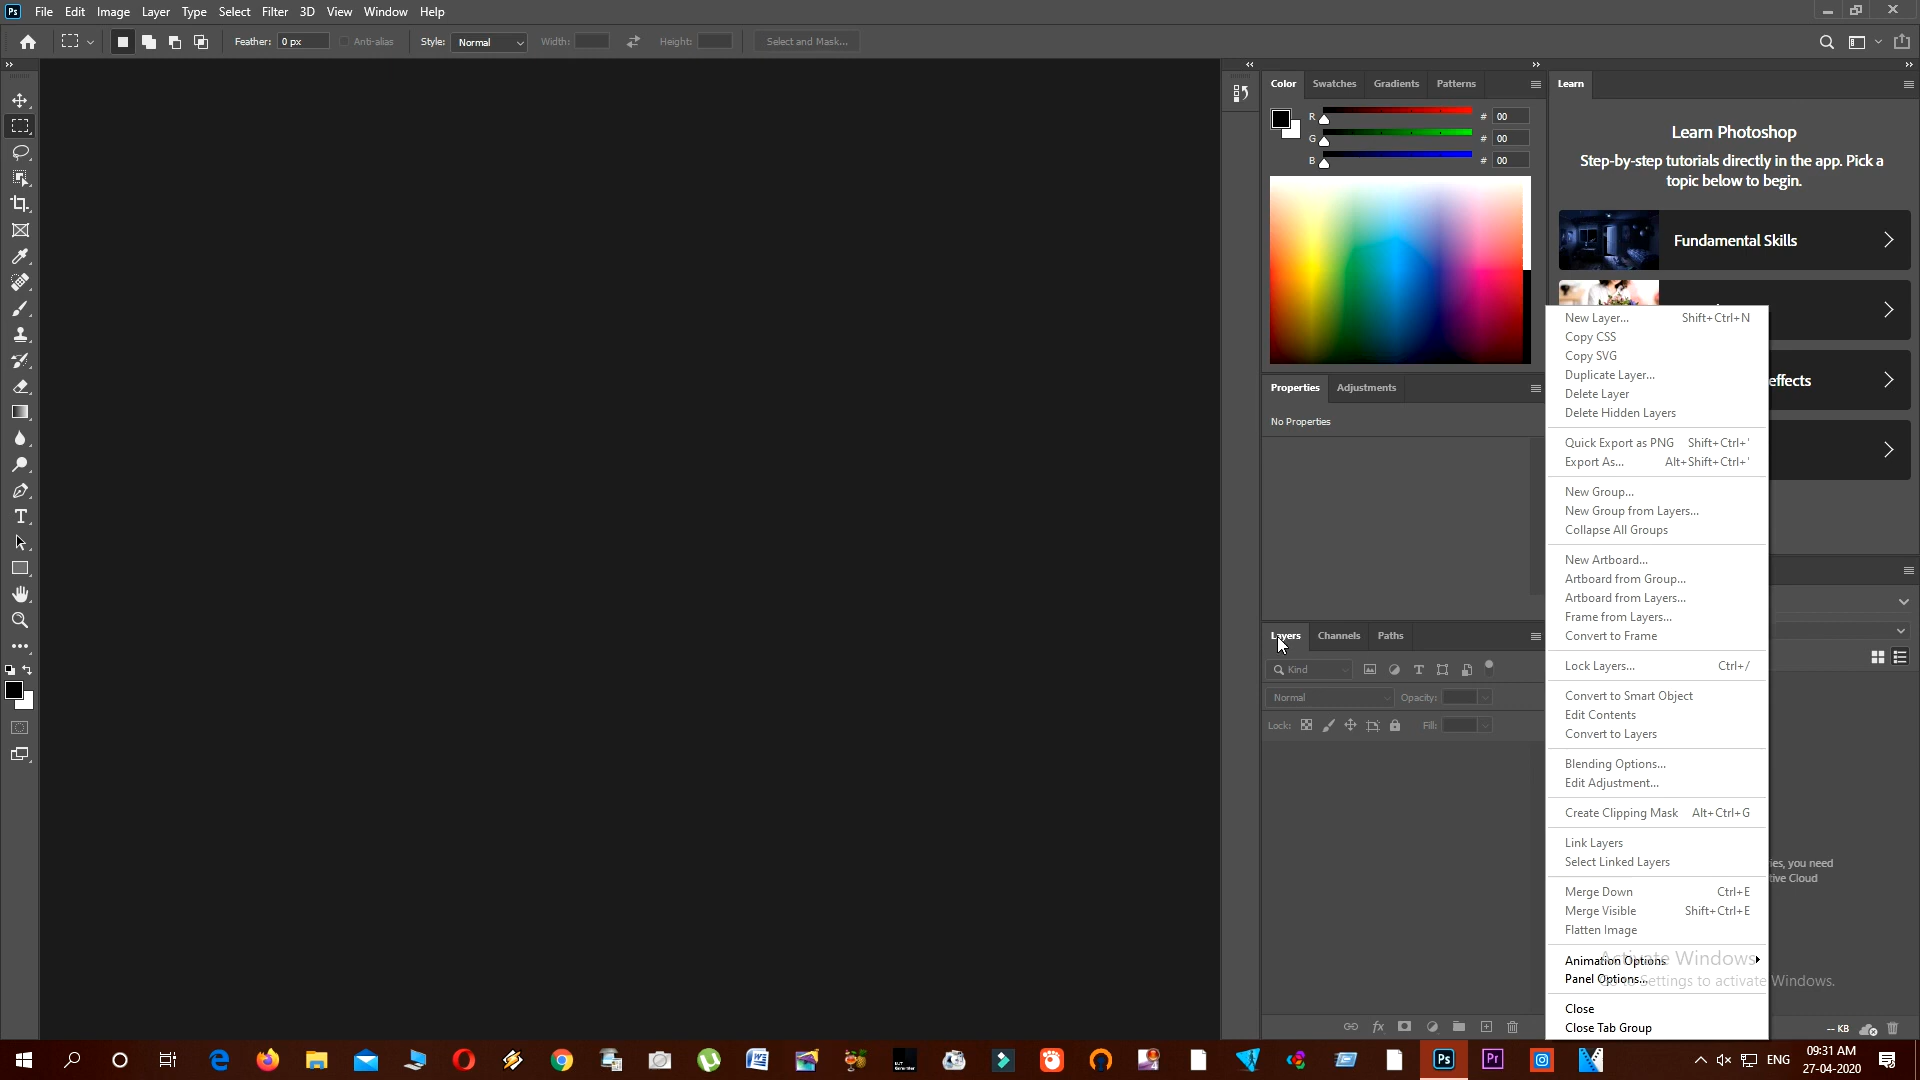 Ps File Edit Image Layer Type Select Filter 3D View Window Help
Feather: 0 px Anti-alias Style: Normal Width: Height: Select and Mask...
Color Swatches Gradients Patterns
R # 00
G # 00
B # 00
Properties Adjustments
No Properties
Layers Channels Paths
Kind
Normal Opacity:
Lock: Fill:
Learn
Learn Photoshop
Step-by-step tutorials directly in the app. Pick a
topic below to begin.
Fundamental Skills
effects
New Layer... Shift+Ctrl+N
Copy CSS
Copy SVG
Duplicate Layer...
Delete Layer
Delete Hidden Layers
Quick Export as PNG Shift+Ctrl+'
Export As... Alt+Shift+Ctrl+'
New Group...
New Group from Layers...
Collapse All Groups
New Artboard...
Artboard from Group...
Artboard from Layers...
Frame from Layers...
Convert to Frame
Lock Layers... Ctrl+/
Convert to Smart Object
Edit Contents
Convert to Layers
Blending Options...
Edit Adjustment...
Create Clipping Mask Alt+Ctrl+G
Link Layers
Select Linked Layers
Merge Down Ctrl+E
Merge Visible Shift+Ctrl+E
Flatten Image
Animation Options
Panel Options...
Close
Close Tab Group
you need
Cloud
Activate Windows
Go to Settings to activate Windows.
-- KB
fx
Ps Pr
ENG 09:31 AM
27-04-2020